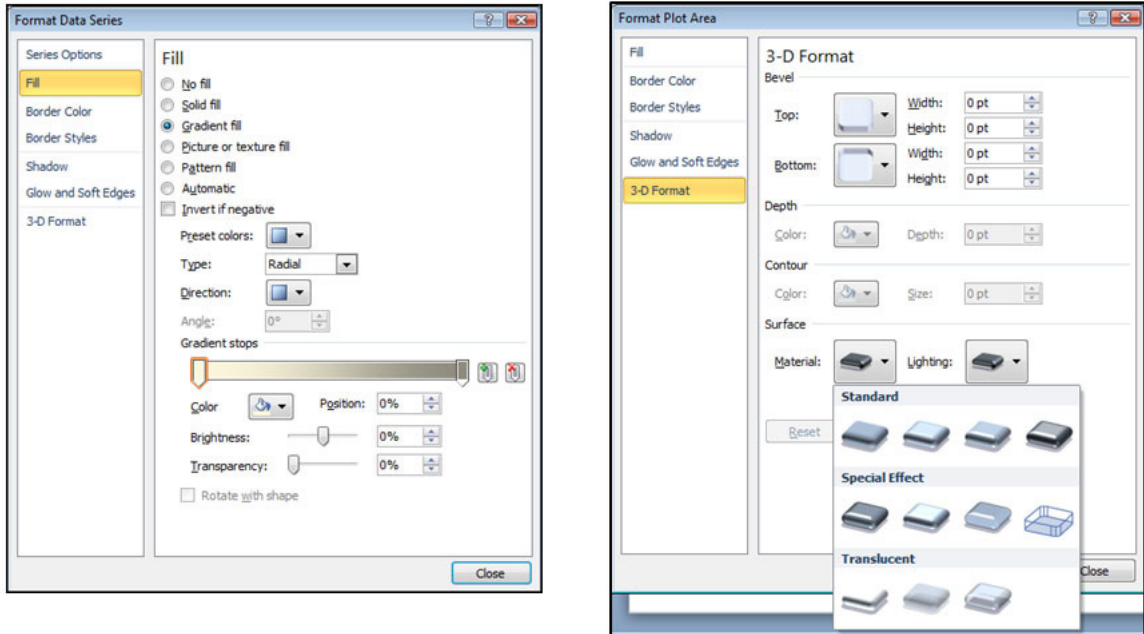 Format Data Series
Series Options
Fill
Border Color
Border Styles
Shadow
Glow and Soft Edges
3-D Format
Fill
No fill
Solid fill
Gradient fill
Picture or texture fill
Pattern fill
Automatic
Invert if negative
Preset colors:
Type: Radial
Direction:
Angle: 0°
Gradient stops
Color Position: 0%
Brightness: 0%
Transparency: 0%
Rotate with shape
Close
Format Plot Area
Fill
Border Color
Border Styles
Shadow
Glow and Soft Edges
3-D Format
3-D Format
Bevel
Top: Width: 0 pt
Height: 0 pt
Bottom: Width: 0 pt
Height: 0 pt
Depth
Color: Depth: 0 pt
Contour
Color: Size: 0 pt
Surface
Material: Lighting:
Standard
Reset
Special Effect
Translucent
Close